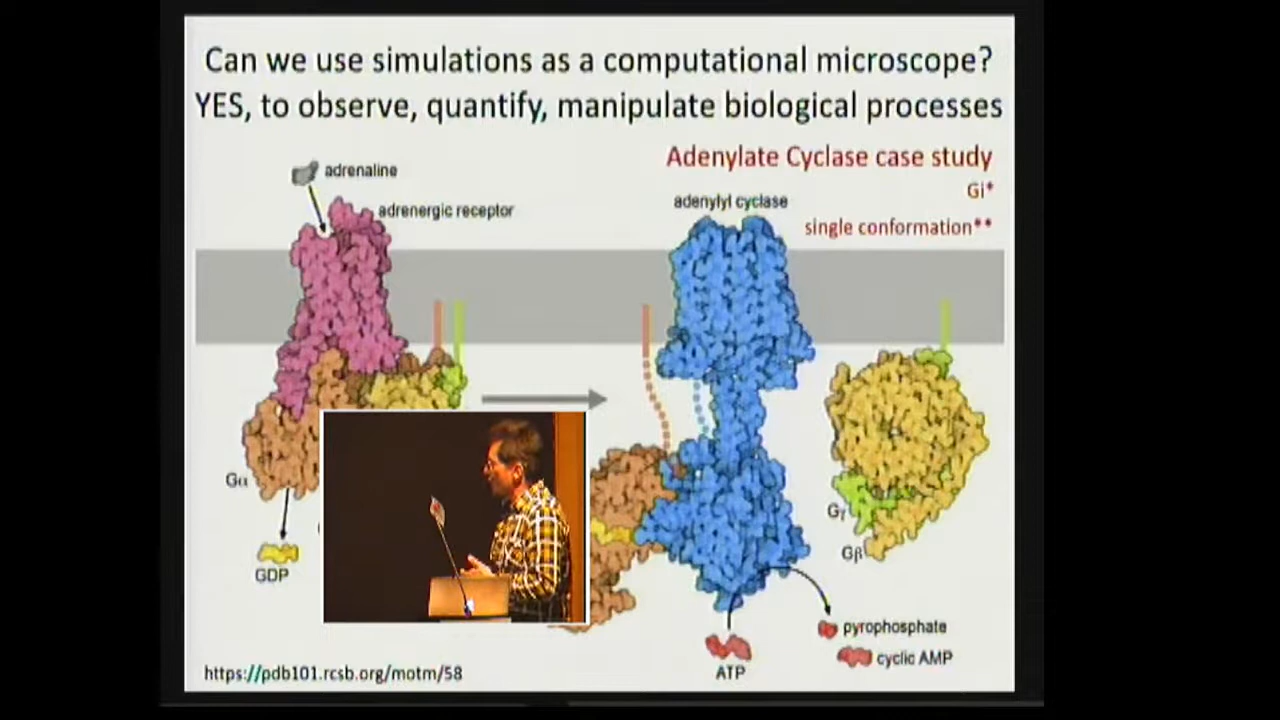 Can we use simulations as a computational microscope?
YES, to observe, quantify, manipulate biological processes
Adenylate Cyclase case study
Gi*
single conformation**
adrenaline
adrenergic receptor
adenylyl cyclase
Gα
GDP
Gγ
Gβ
pyrophosphate
cyclic AMP
ATP
https://pdb101.rcsb.org/motm/58